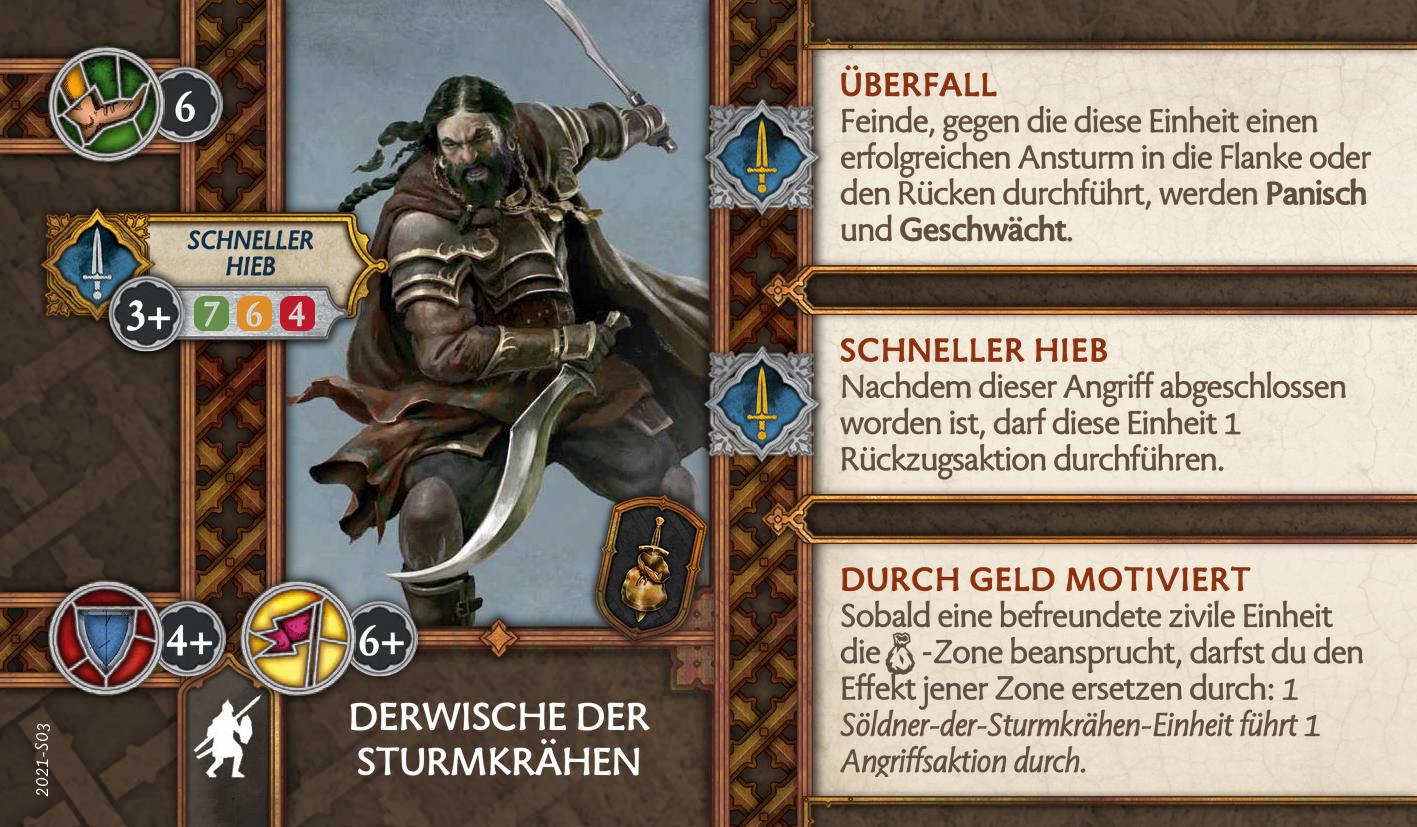 6
SCHNELLER
HIEB
3+ 7 6 4
4+ 6+
DERWISCHE DER
STURMKRÄHEN
2021-S03
ÜBERFALL
Feinde, gegen die diese Einheit einen
erfolgreichen Ansturm in die Flanke oder
den Rücken durchführt, werden Panisch
und Geschwächt.
SCHNELLER HIEB
Nachdem dieser Angriff abgeschlossen
worden ist, darf diese Einheit 1
Rückzugsaktion durchführen.
DURCH GELD MOTIVIERT
Sobald eine befreundete zivile Einheit
die -Zone beansprucht, darfst du den
Effekt jener Zone ersetzen durch: 1
Söldner-der-Sturmkrähen-Einheit führt 1
Angriffsaktion durch.